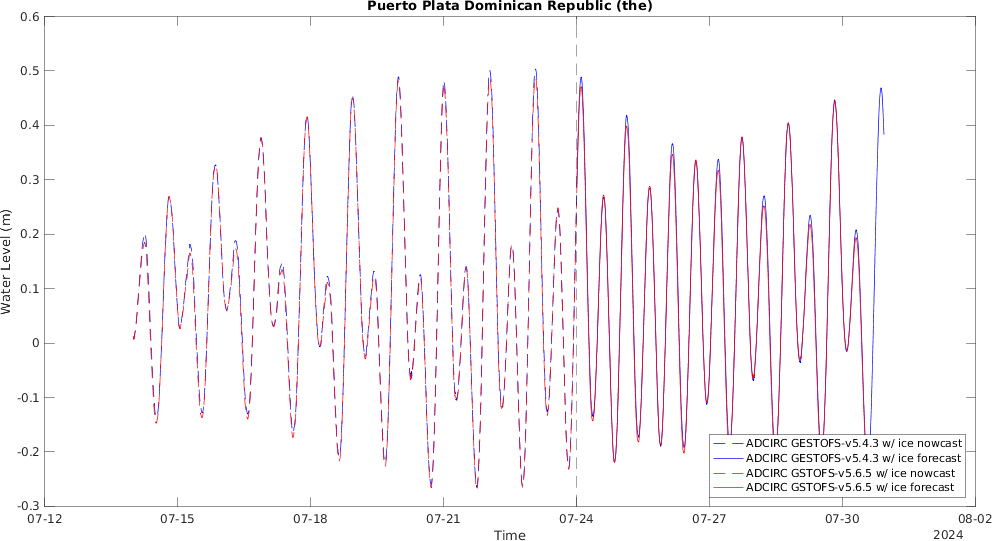 Puerto Plata Dominican Republic (the)
0.6
0.5
0.4
0.3
0.2
0.1
0
-0.1
-0.2
-0.3
Water Level (m)
ADCIRC GESTOFS-v5.4.3 w/ ice nowcast
ADCIRC GESTOFS-v5.4.3 w/ ice forecast
ADCIRC GSTOFS-v5.6.5 w/ ice nowcast
ADCIRC GSTOFS-v5.6.5 w/ ice forecast
07-12 07-15 07-18 07-21 07-24 07-27 07-30 08-02
Time
2024